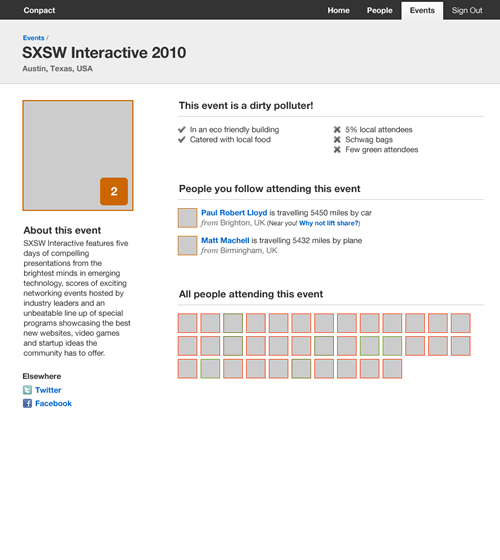 Conpact
Home People Events Sign Out
Events /
SXSW Interactive 2010
Austin, Texas, USA
2
About this event
SXSW Interactive features five
days of compelling
presentations from the
brightest minds in emerging
technology, scores of exciting
networking events hosted by
industry leaders and an
unbeatable line up of special
programs showcasing the best
new websites, video games
and startup ideas the
community has to offer.
Elsewhere
Twitter
Facebook
This event is a dirty polluter!
In an eco friendly building
Catered with local food
5% local attendees
Schwag bags
Few green attendees
People you follow attending this event
Paul Robert Lloyd is travelling 5450 miles by car
from Brighton, UK (Near you! Why not lift share?)
Matt Machell is travelling 5432 miles by plane
from Birmingham, UK
All people attending this event